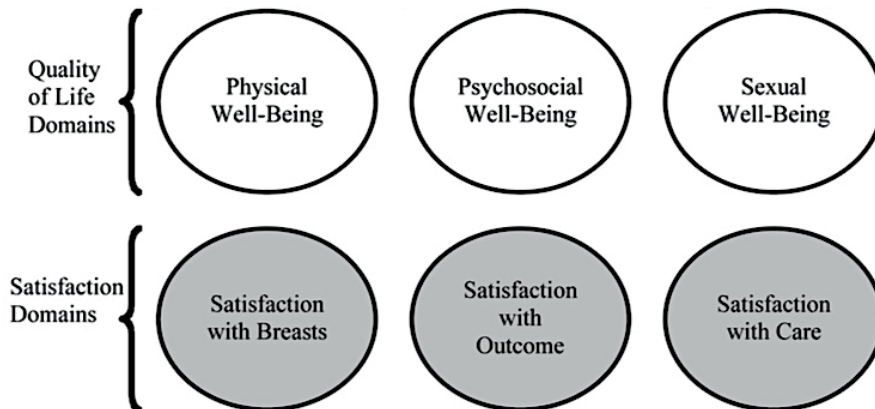 Quality
of Life
Domains
Physical
Well-Being
Psychosocial
Well-Being
Sexual
Well-Being
Satisfaction
Domains
Satisfaction
with Breasts
Satisfaction
with
Outcome
Satisfaction
with Care